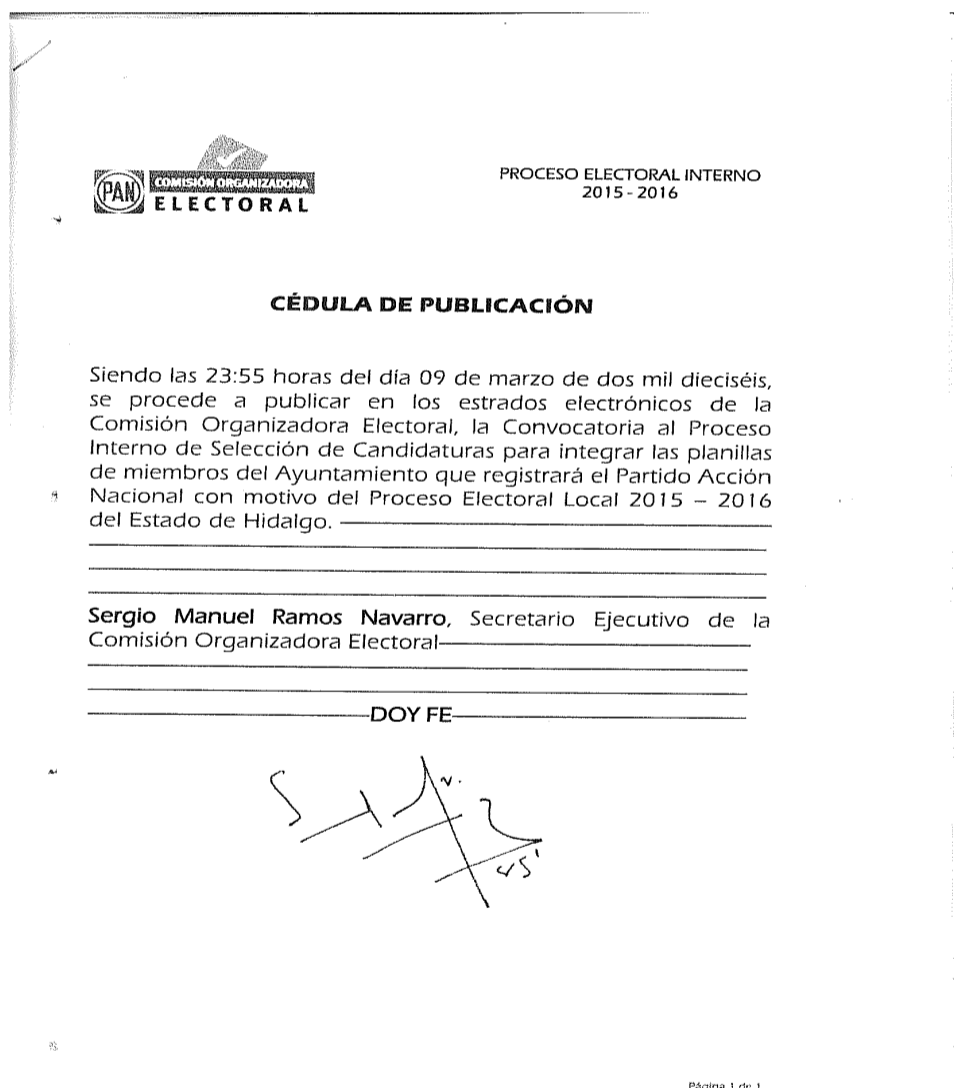 PAN
COMISIÓN ORGANIZADORA
ELECTORAL
PROCESO ELECTORAL INTERNO
2015 - 2016
CÉDULA DE PUBLICACIÓN
Siendo las 23:55 horas del día 09 de marzo de dos mil dieciséis,
se procede a publicar en los estrados electrónicos de la
Comisión Organizadora Electoral, la Convocatoria al Proceso
Interno de Selección de Candidaturas para integrar las planillas
de miembros del Ayuntamiento que registrará el Partido Acción
Nacional con motivo del Proceso Electoral Local 2015 – 2016
del Estado de Hidalgo.
Sergio Manuel Ramos Navarro, Secretario Ejecutivo de la
Comisión Organizadora Electoral
DOY FE
Página 1 de 1